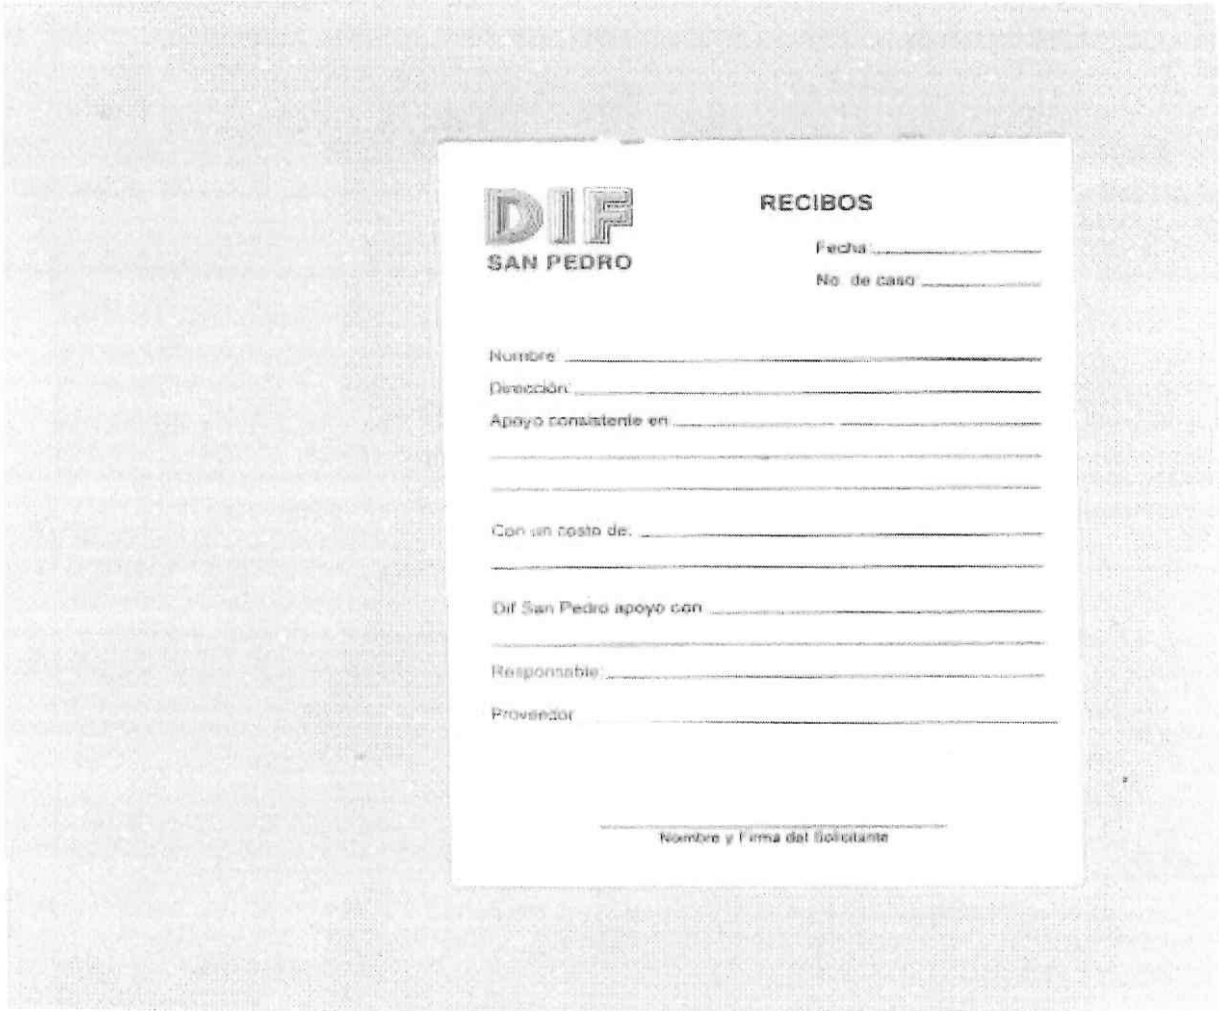 DIF
SAN PEDRO
RECIBOS
Fecha:
No. de caso:
Nombre:
Dirección:
Apoyo consistente en
Con un costo de:
Dif San Pedro apoyo con
Responsable:
Proveedor
Nombre y Firma del Solicitante